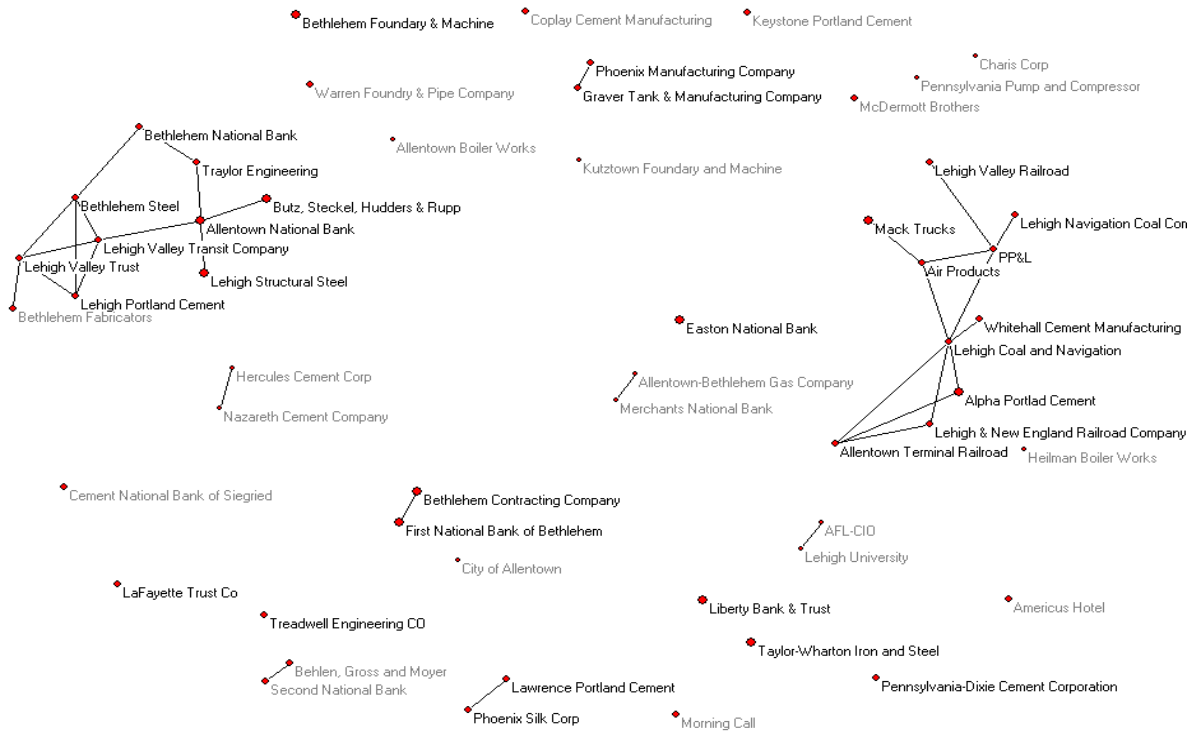 Bethlehem Foundary & Machine
Coplay Cement Manufacturing
Keystone Portland Cement
Charis Corp
Phoenix Manufacturing Company
Pennsylvania Pump and Compressor
Warren Foundry & Pipe Company
Graver Tank & Manufacturing Company
McDermott Brothers
Bethlehem National Bank
Allentown Boiler Works
Traylor Engineering
Kutztown Foundary and Machine
Lehigh Valley Railroad
Bethlehem Steel
Butz, Steckel, Hudders & Rupp
Lehigh Navigation Coal Com
Allentown National Bank
Mack Trucks
Lehigh Valley Transit Company
PP&L
Lehigh Valley Trust
Air Products
Lehigh Structural Steel
Lehigh Portland Cement
Bethlehem Fabricators
Easton National Bank
Whitehall Cement Manufacturing
Lehigh Coal and Navigation
Hercules Cement Corp
Allentown-Bethlehem Gas Company
Alpha Portlad Cement
Nazareth Cement Company
Merchants National Bank
Lehigh & New England Railroad Company
Allentown Terminal Railroad
Heilman Boiler Works
Cement National Bank of Siegried
Bethlehem Contracting Company
First National Bank of Bethlehem
AFL-CIO
Lehigh University
City of Allentown
LaFayette Trust Co
Liberty Bank & Trust
Americus Hotel
Treadwell Engineering CO
Taylor-Wharton Iron and Steel
Behlen, Gross and Moyer
Second National Bank
Lawrence Portland Cement
Pennsylvania-Dixie Cement Corporation
Phoenix Silk Corp
Morning Call